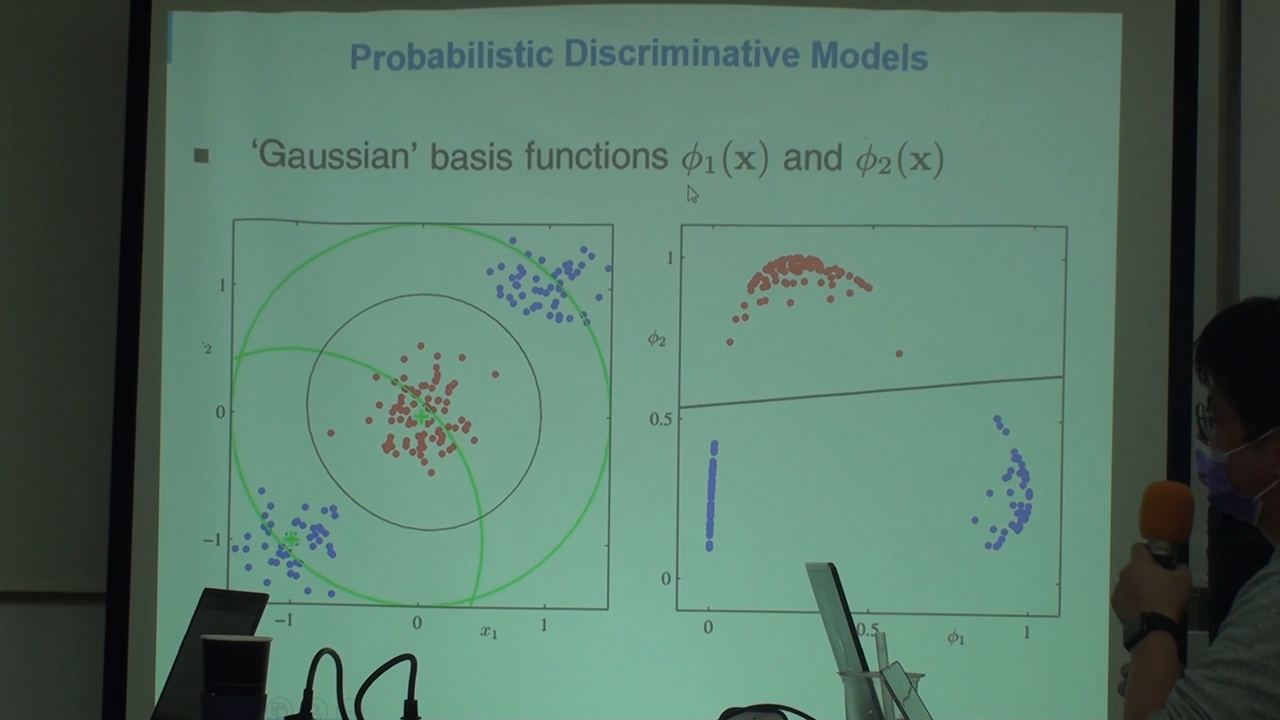 Probabilistic Discriminative Models
■ ‘Gaussian’ basis functions ϕ₁(x) and ϕ₂(x)
1
0
−1
−1
0
x₁
1
1
ϕ₂
0.5
0
0
0.5
ϕ₁
1